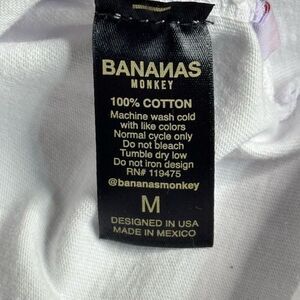 BANANAS
MONKEY
100% COTTON
Machine wash cold
with like colors
Normal cycle only
Do not bleach
Tumble dry low
Do not iron design
RN# 119475
@bananasmonkey
M
DESIGNED IN USA
MADE IN MEXICO